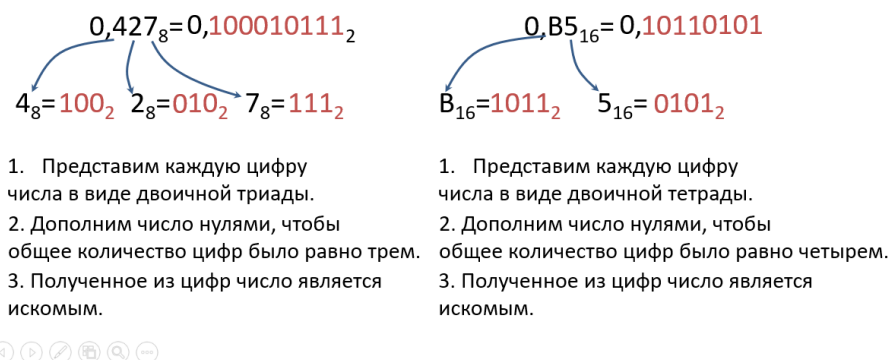 0,427₈=0,100010111₂
4₈=100₂ 2₈=010₂ 7₈=111₂
1. Представим каждую цифру
числа в виде двоичной триады.
2. Дополним число нулями, чтобы
общее количество цифр было равно трем.
3. Полученное из цифр число является
искомым.
0,B5₁₆=0,10110101
B₁₆=1011₂ 5₁₆= 0101₂
1. Представим каждую цифру
числа в виде двоичной тетрады.
2. Дополним число нулями, чтобы
общее количество цифр было равно четырем.
3. Полученное из цифр число является
искомым.